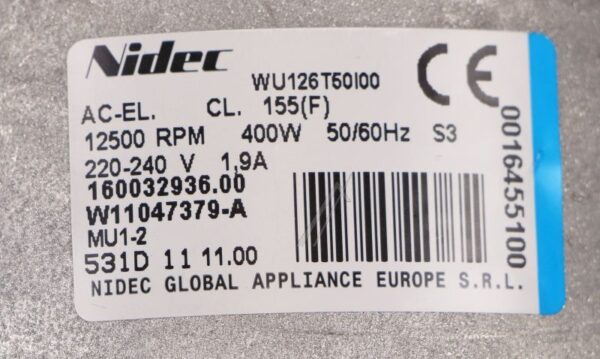 Nidec
WU126T50I00
AC-EL. CL. 155(F)
12500 RPM 400W 50/60Hz S3
220-240 V 1,9A
160032936.00
W11047379-A
MU1-2
531D 11 11.00
NIDEC GLOBAL APPLIANCE EUROPE S.R.L.
CE
0016455100